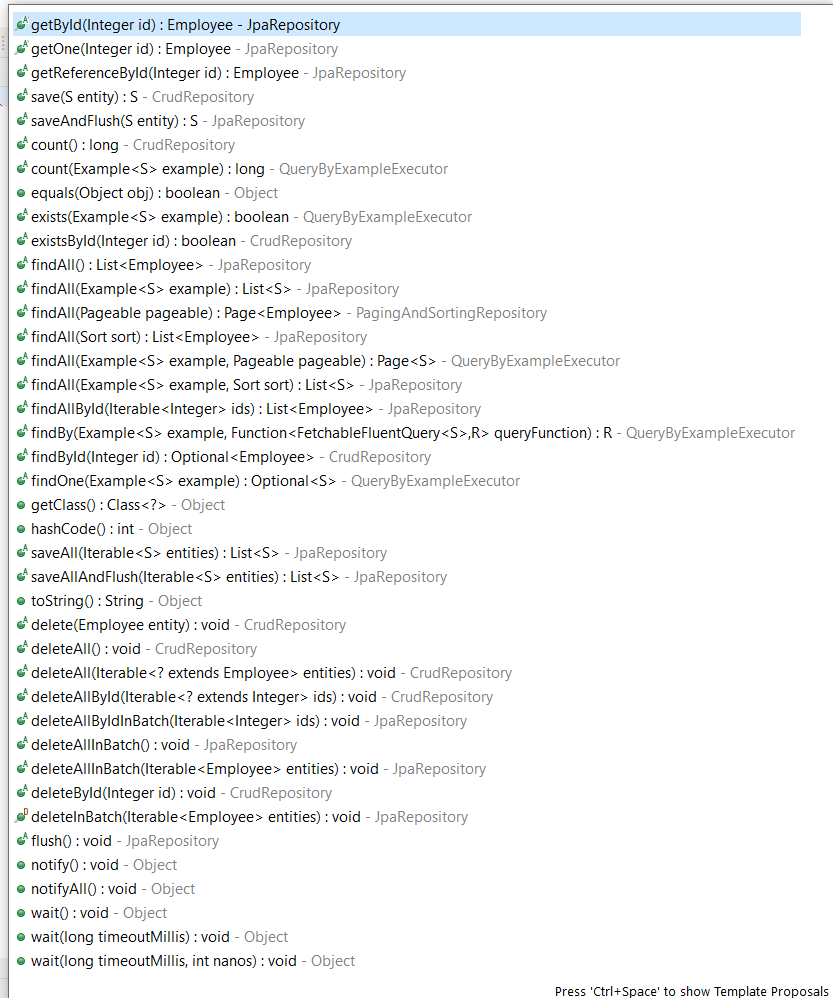 getById(Integer id) : Employee - JpaRepository
getOne(Integer id) : Employee - JpaRepository
getReferenceById(Integer id) : Employee - JpaRepository
save(S entity) : S - CrudRepository
saveAndFlush(S entity) : S - JpaRepository
count() : long - CrudRepository
count(Example<S> example) : long - QueryByExampleExecutor
equals(Object obj) : boolean - Object
exists(Example<S> example) : boolean - QueryByExampleExecutor
existsById(Integer id) : boolean - CrudRepository
findAll() : List<Employee> - JpaRepository
findAll(Example<S> example) : List<S> - JpaRepository
findAll(Pageable pageable) : Page<Employee> - PagingAndSortingRepository
findAll(Sort sort) : List<Employee> - JpaRepository
findAll(Example<S> example, Pageable pageable) : Page<S> - QueryByExampleExecutor
findAll(Example<S> example, Sort sort) : List<S> - JpaRepository
findAllById(Iterable<Integer> ids) : List<Employee> - JpaRepository
findBy(Example<S> example, Function<FetchableFluentQuery<S>,R> queryFunction) : R - QueryByExampleExecutor
findById(Integer id) : Optional<Employee> - CrudRepository
findOne(Example<S> example) : Optional<S> - QueryByExampleExecutor
getClass() : Class<?> - Object
hashCode() : int - Object
saveAll(Iterable<S> entities) : List<S> - JpaRepository
saveAllAndFlush(Iterable<S> entities) : List<S> - JpaRepository
toString() : String - Object
delete(Employee entity) : void - CrudRepository
deleteAll() : void - CrudRepository
deleteAll(Iterable<? extends Employee> entities) : void - CrudRepository
deleteAllById(Iterable<? extends Integer> ids) : void - CrudRepository
deleteAllByIdInBatch(Iterable<Integer> ids) : void - JpaRepository
deleteAllInBatch() : void - JpaRepository
deleteAllInBatch(Iterable<Employee> entities) : void - JpaRepository
deleteById(Integer id) : void - CrudRepository
deleteInBatch(Iterable<Employee> entities) : void - JpaRepository
flush() : void - JpaRepository
notify() : void - Object
notifyAll() : void - Object
wait() : void - Object
wait(long timeoutMillis) : void - Object
wait(long timeoutMillis, int nanos) : void - Object
Press 'Ctrl+Space' to show Template Proposals